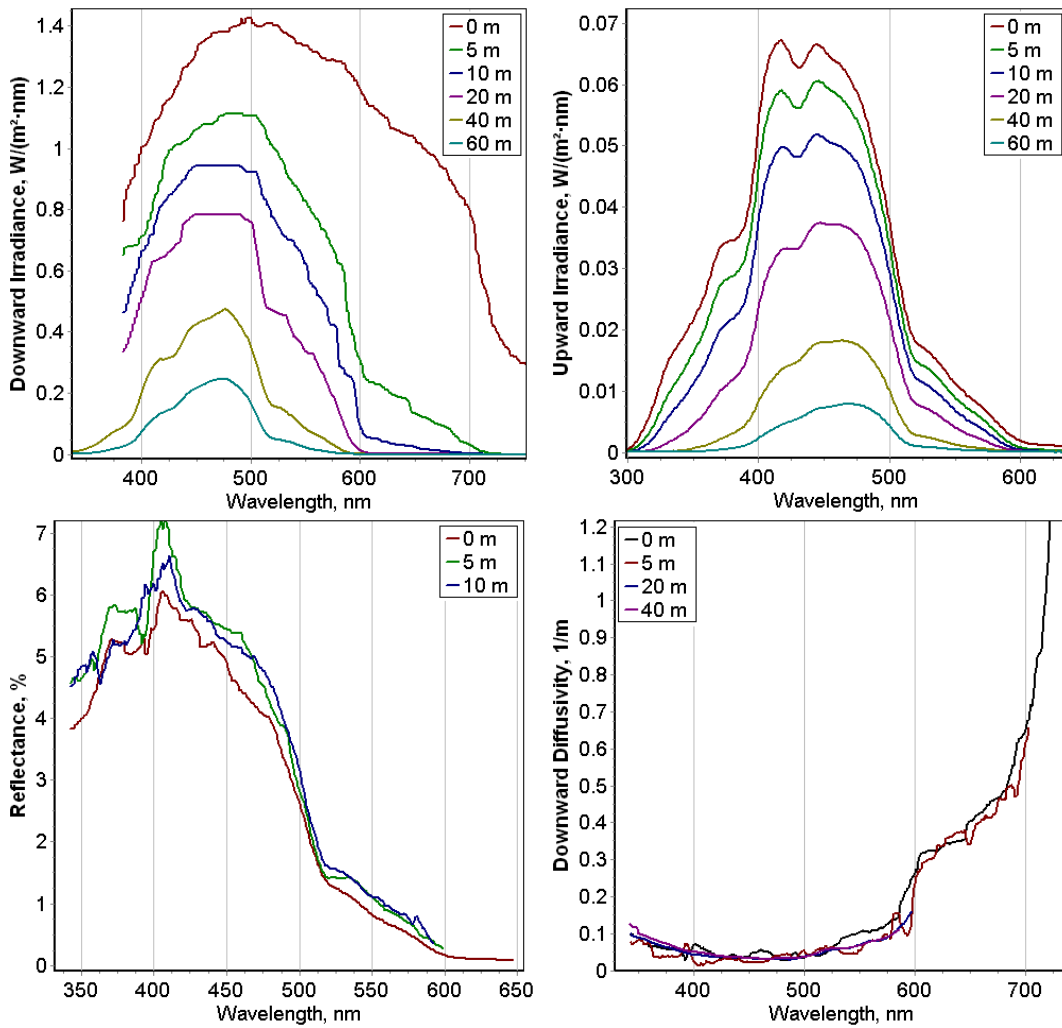 Downward Irradiance, W/(m²·nm)
1.4
1.2
1
0.8
0.6
0.4
0.2
0
400
500
600
700
Wavelength, nm
0 m
5 m
10 m
20 m
40 m
60 m
Upward Irradiance, W/(m²·nm)
0.07
0.06
0.05
0.04
0.03
0.02
0.01
0
300
400
500
600
Wavelength, nm
0 m
5 m
10 m
20 m
40 m
60 m
Reflectance, %
7
6
5
4
3
2
1
0
350
400
450
500
550
600
650
Wavelength, nm
0 m
5 m
10 m
Downward Diffusivity, 1/m
1.2
1.1
1
0.9
0.8
0.7
0.6
0.5
0.4
0.3
0.2
0.1
0
400
500
600
700
Wavelength, nm
0 m
5 m
20 m
40 m